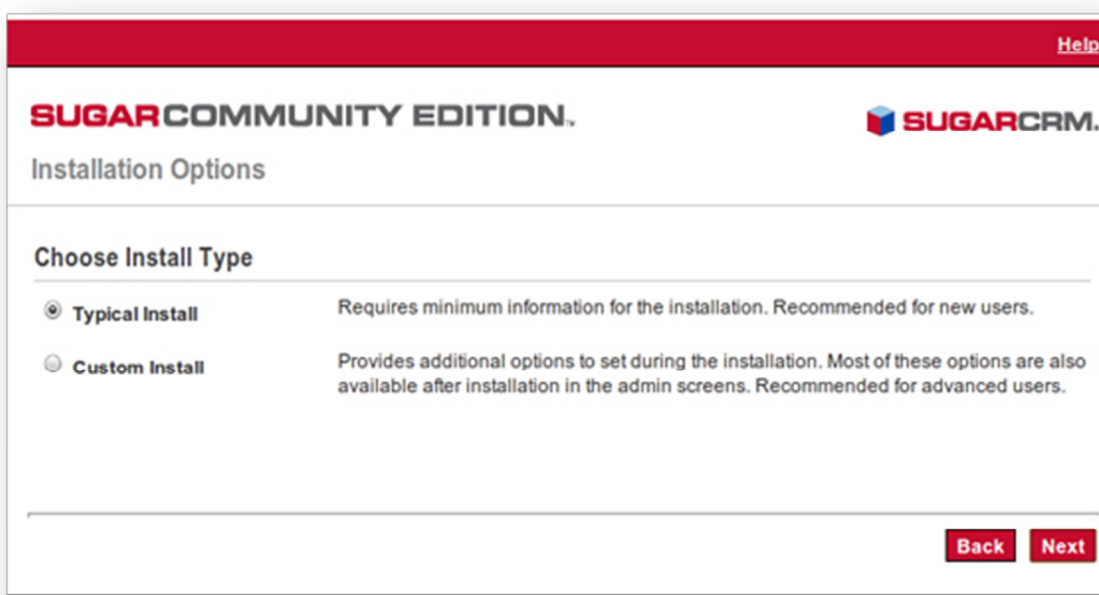 Help
SUGARCOMMUNITY EDITION™
SUGARCRM.
Installation Options
Choose Install Type
Typical Install
Requires minimum information for the installation. Recommended for new users.
Custom Install
Provides additional options to set during the installation. Most of these options are also
available after installation in the admin screens. Recommended for advanced users.
Back
Next